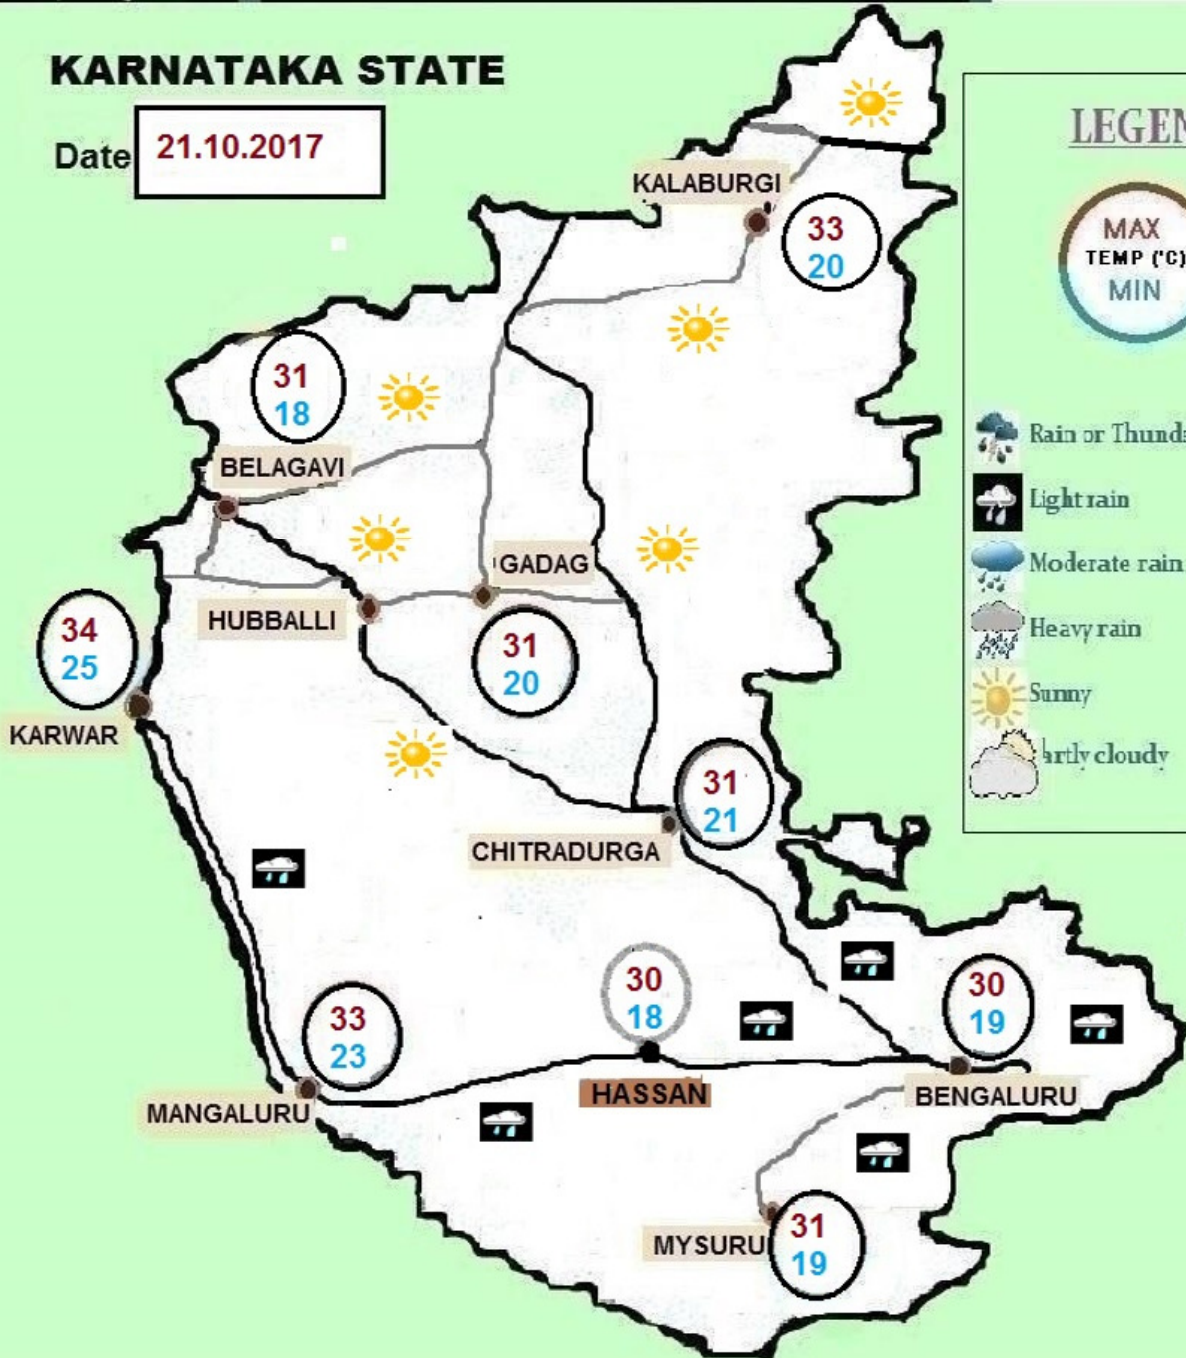 KARNATAKA STATE
Date 21.10.2017
LEGEN
MAX
TEMP ('C)
MIN
Rain or Thunds
Light rain
Moderate rain
Heavy rain
Sunny
artly cloudy
KALABURGI
33
20
31
18
BELAGAVI
GADAG
HUBBALLI
31
20
34
25
KARWAR
31
21
CHITRADURGA
30
18
HASSAN
30
19
BENGALURU
33
23
MANGALURU
MYSURU
31
19